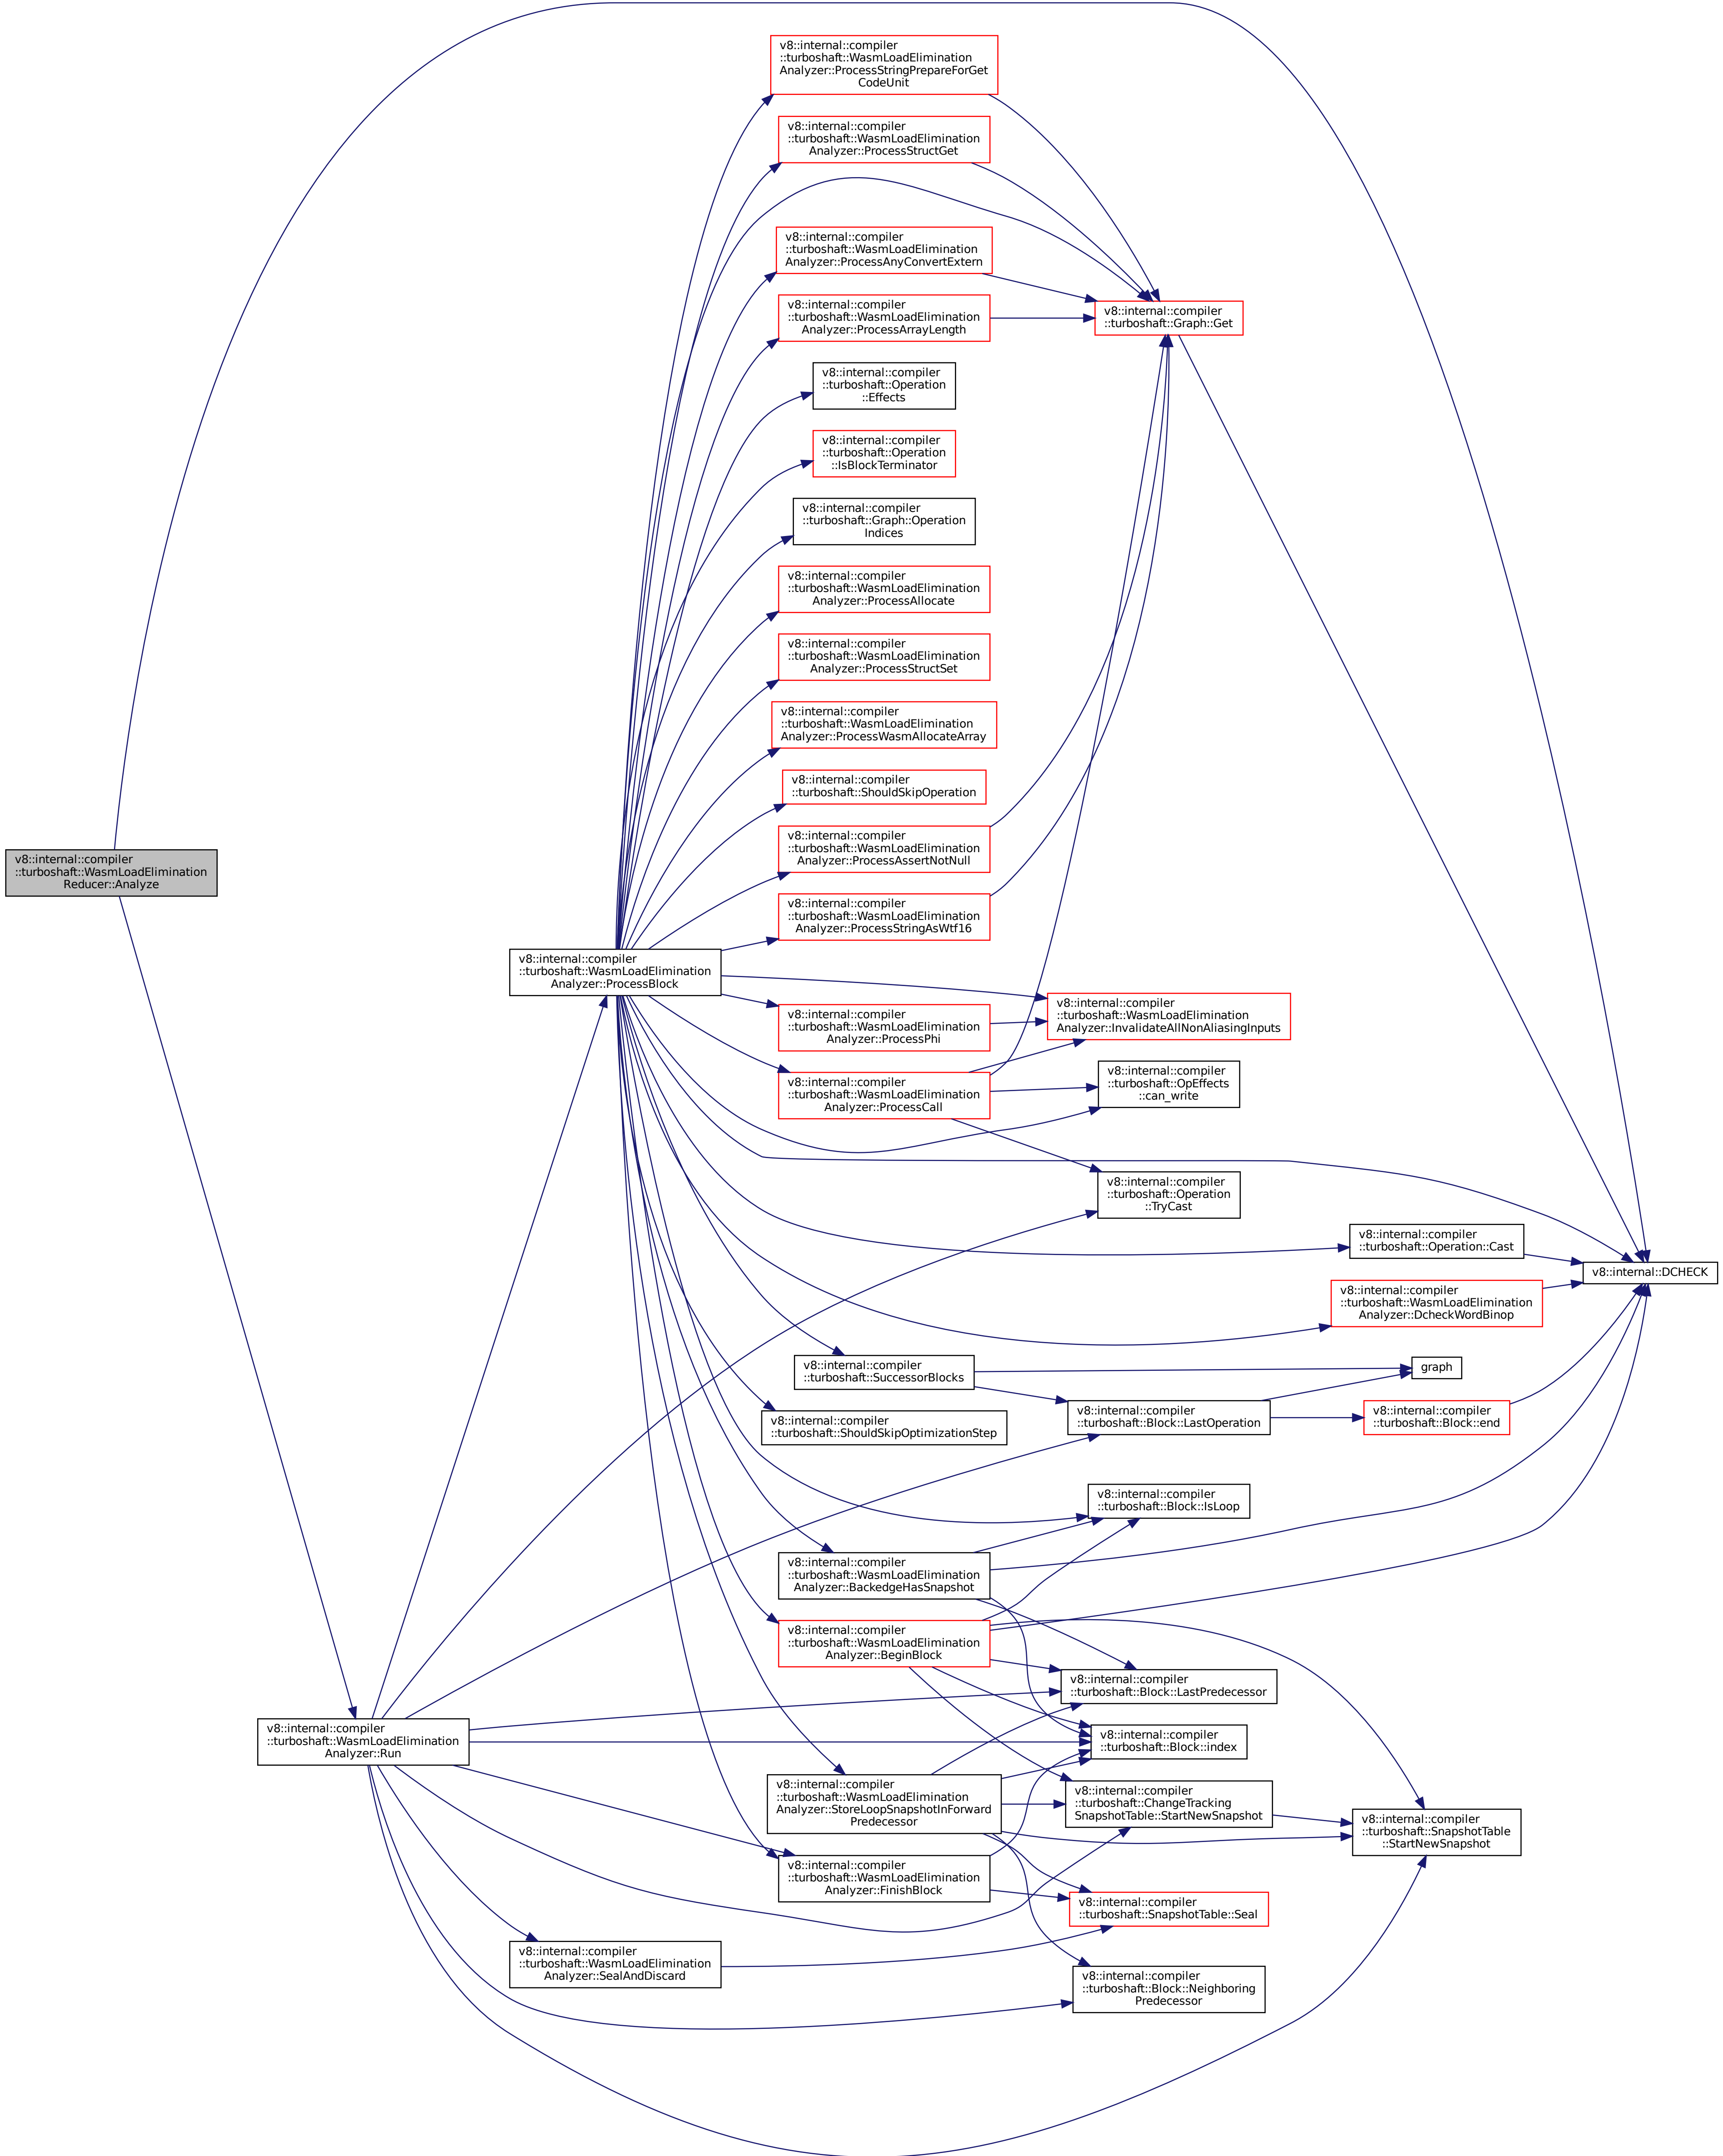 v8::internal::compiler
::turboshaft::WasmLoadElimination
Analyzer::ProcessStringPrepareForGet
CodeUnit
v8::internal::compiler
::turboshaft::WasmLoadElimination
Analyzer::ProcessStructGet
v8::internal::compiler
::turboshaft::WasmLoadElimination
Analyzer::ProcessAnyConvertExtern
v8::internal::compiler
::turboshaft::WasmLoadElimination
Analyzer::ProcessArrayLength
v8::internal::compiler
::turboshaft::Graph::Get
v8::internal::compiler
::turboshaft::Operation
::Effects
v8::internal::compiler
::turboshaft::Operation
::IsBlockTerminator
v8::internal::compiler
::turboshaft::Graph::Operation
Indices
v8::internal::compiler
::turboshaft::WasmLoadElimination
Analyzer::ProcessAllocate
v8::internal::compiler
::turboshaft::WasmLoadElimination
Analyzer::ProcessStructSet
v8::internal::compiler
::turboshaft::WasmLoadElimination
Analyzer::ProcessWasmAllocateArray
v8::internal::compiler
::turboshaft::ShouldSkipOperation
v8::internal::compiler
::turboshaft::WasmLoadElimination
Analyzer::ProcessAssertNotNull
v8::internal::compiler
::turboshaft::WasmLoadElimination
Reducer::Analyze
v8::internal::compiler
::turboshaft::WasmLoadElimination
Analyzer::ProcessStringAsWtf16
v8::internal::compiler
::turboshaft::WasmLoadElimination
Analyzer::ProcessBlock
v8::internal::compiler
::turboshaft::WasmLoadElimination
Analyzer::InvalidateAllNonAliasingInputs
v8::internal::compiler
::turboshaft::WasmLoadElimination
Analyzer::ProcessPhi
v8::internal::compiler
::turboshaft::OpEffects
::can_write
v8::internal::compiler
::turboshaft::WasmLoadElimination
Analyzer::ProcessCall
v8::internal::compiler
::turboshaft::Operation
::TryCast
v8::internal::compiler
::turboshaft::Operation::Cast
v8::internal::DCHECK
v8::internal::compiler
::turboshaft::WasmLoadElimination
Analyzer::DcheckWordBinop
v8::internal::compiler
::turboshaft::SuccessorBlocks
graph
v8::internal::compiler
::turboshaft::Block::LastOperation
v8::internal::compiler
::turboshaft::Block::end
v8::internal::compiler
::turboshaft::ShouldSkipOptimizationStep
v8::internal::compiler
::turboshaft::Block::IsLoop
v8::internal::compiler
::turboshaft::WasmLoadElimination
Analyzer::BackedgeHasSnapshot
v8::internal::compiler
::turboshaft::WasmLoadElimination
Analyzer::BeginBlock
v8::internal::compiler
::turboshaft::Block::LastPredecessor
v8::internal::compiler
::turboshaft::WasmLoadElimination
Analyzer::Run
v8::internal::compiler
::turboshaft::Block::index
v8::internal::compiler
::turboshaft::WasmLoadElimination
Analyzer::StoreLoopSnapshotInForward
Predecessor
v8::internal::compiler
::turboshaft::ChangeTracking
SnapshotTable::StartNewSnapshot
v8::internal::compiler
::turboshaft::SnapshotTable
::StartNewSnapshot
v8::internal::compiler
::turboshaft::WasmLoadElimination
Analyzer::FinishBlock
v8::internal::compiler
::turboshaft::SnapshotTable::Seal
v8::internal::compiler
::turboshaft::WasmLoadElimination
Analyzer::SealAndDiscard
v8::internal::compiler
::turboshaft::Block::Neighboring
Predecessor